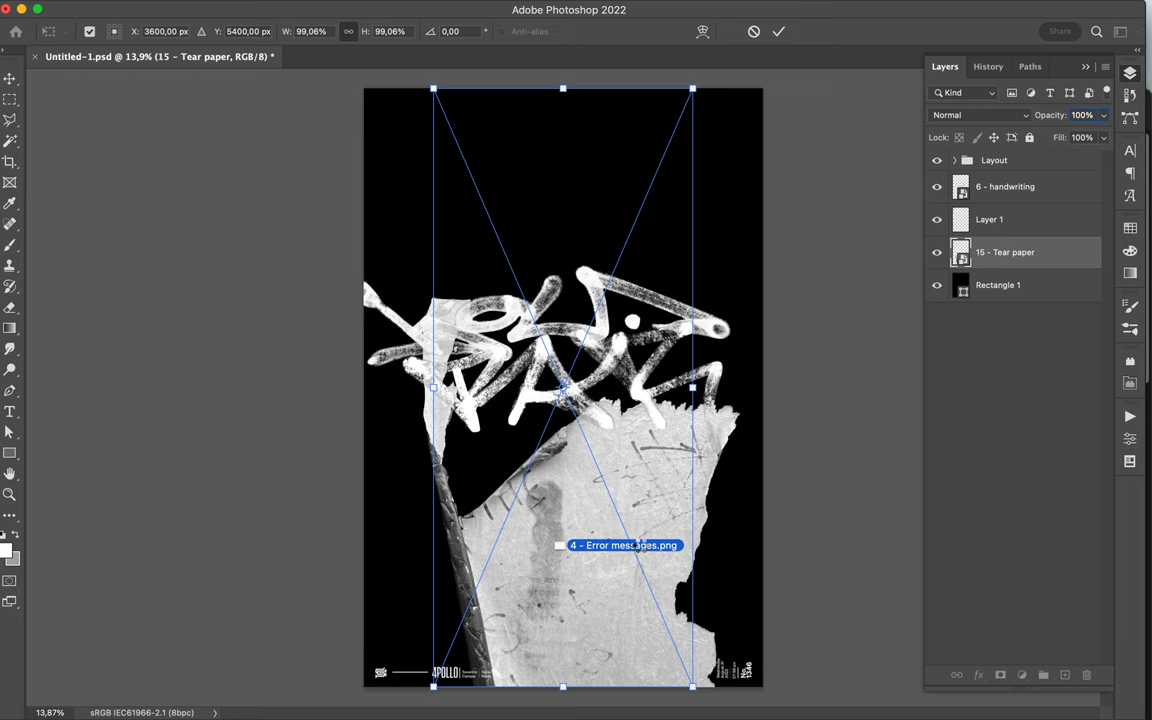 Adobe Photoshop 2022
X: 3600,00 px Y: 5400,00 px W: 99,06% H: 99,06% 0,00 ° Anti-alias Share
× Untitled-1.psd @ 13,9% (15 - Tear paper, RGB/8) *
Layers History Paths
Kind
Normal Opacity: 100%
Lock: Fill: 100%
Layout
6 - handwriting
Layer 1
15 - Tear paper
Rectangle 1
4 - Error messages.png
APOLLO
No. 1346
13,87% sRGB IEC61966-2.1 (8bpc)